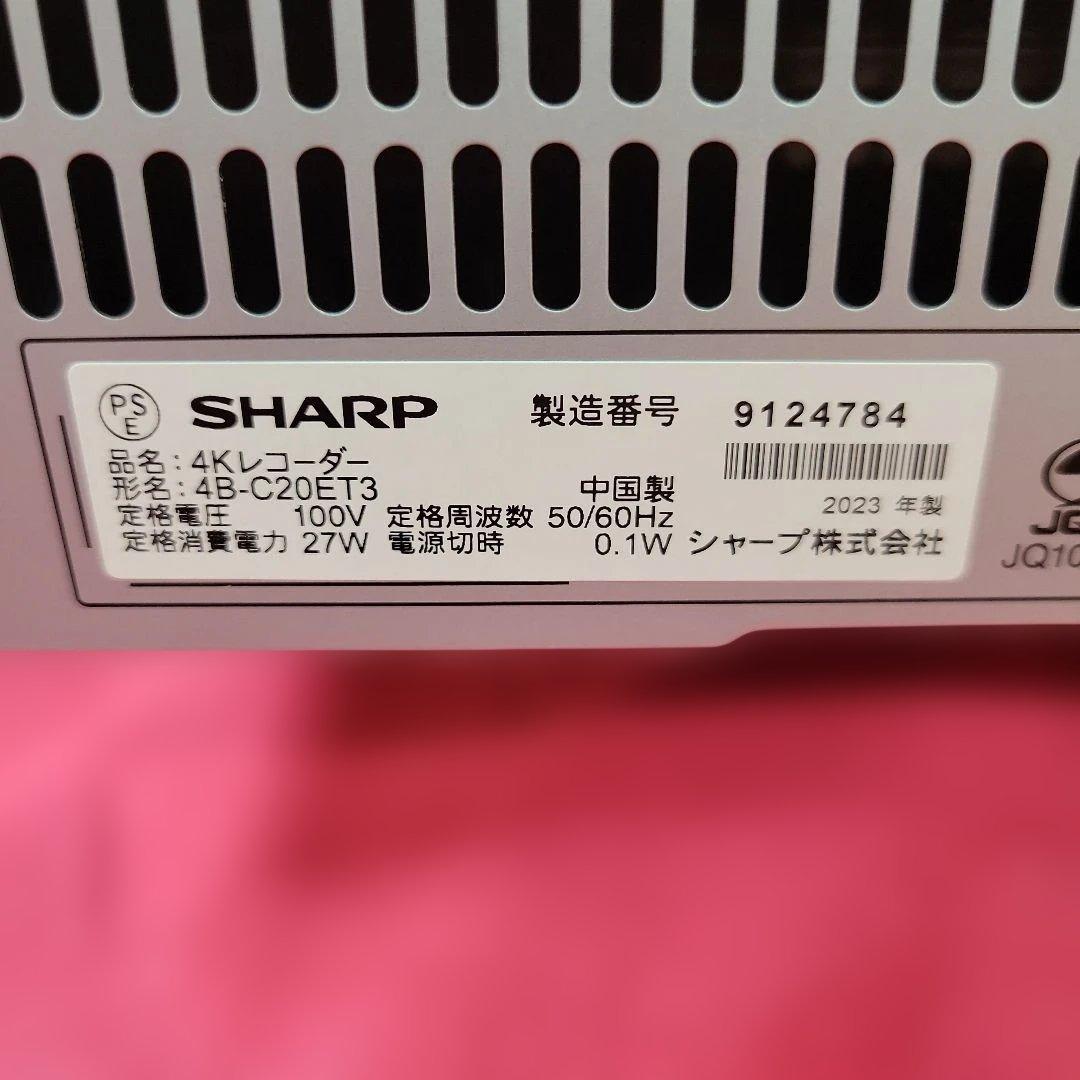 PSE SHARP 製造番号 9124784
品名：4Kレコーダー
形名：4B-C20ET3 中国製
2023 年製
定格電圧 100V 定格周波数 50/60Hz
定格消費電力 27W 電源切時 0.1W シャープ株式会社